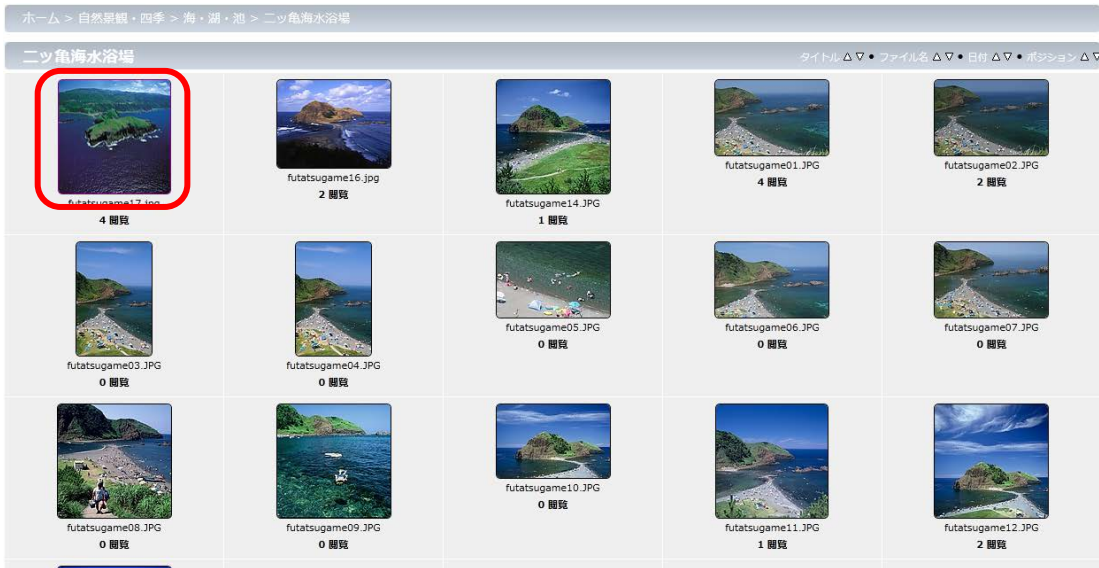 ホーム > 自然景観・四季 > 海・湖・池 > 二ッ亀海水浴場
二ッ亀海水浴場
タイトル △ ▽ • ファイル名 △ ▽ • 日付 △ ▽ • ポジション △ ▽
futatsugame17.jpg
4 閲覧
futatsugame16.jpg
2 閲覧
futatsugame14.JPG
1 閲覧
futatsugame01.JPG
4 閲覧
futatsugame02.JPG
2 閲覧
futatsugame03.JPG
0 閲覧
futatsugame04.JPG
0 閲覧
futatsugame05.JPG
0 閲覧
futatsugame06.JPG
0 閲覧
futatsugame07.JPG
0 閲覧
futatsugame08.JPG
0 閲覧
futatsugame09.JPG
0 閲覧
futatsugame10.JPG
0 閲覧
futatsugame11.JPG
1 閲覧
futatsugame12.JPG
2 閲覧